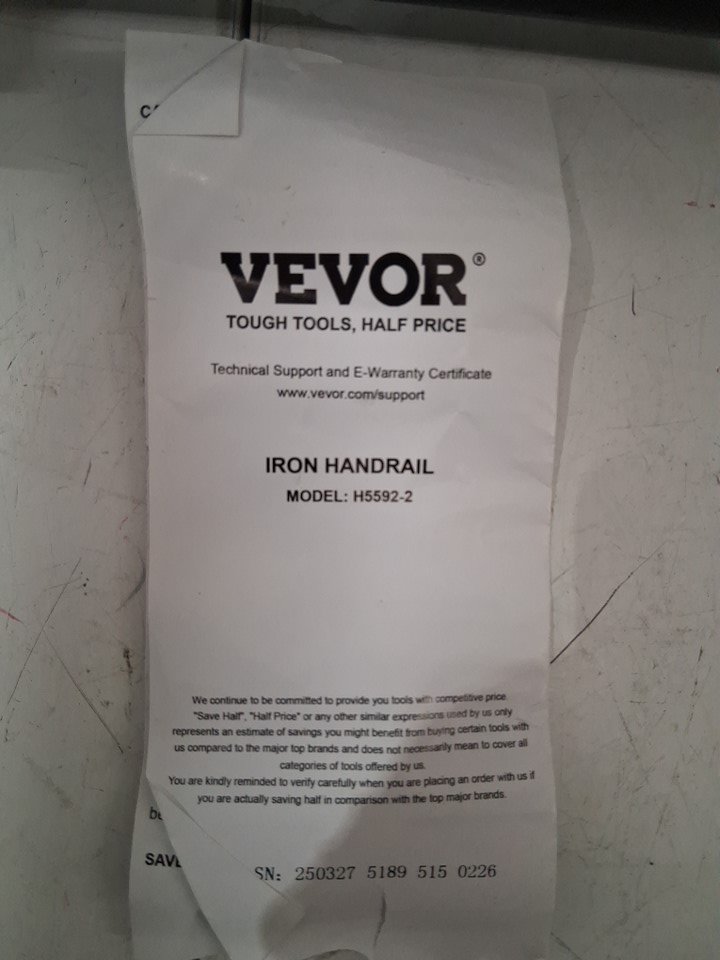 VEVOR®
TOUGH TOOLS, HALF PRICE
Technical Support and E-Warranty Certificate
www.vevor.com/support
IRON HANDRAIL
MODEL: H5592-2
We continue to be committed to provide you tools with competitive price.
"Save Half", "Half Price" or any other similar expressions used by us only
represents an estimate of savings you might benefit from buying certain tools with
us compared to the major top brands and does not necessarily mean to cover all
categories of tools offered by us.
You are kindly reminded to verify carefully when you are placing an order with us if
you are actually saving half in comparison with the top major brands.
SN: 250327 5189 515 0226